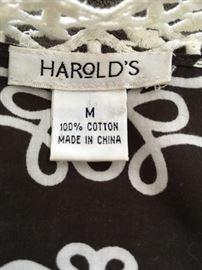 HAROLD'S
M
100% COTTON
MADE IN CHINA